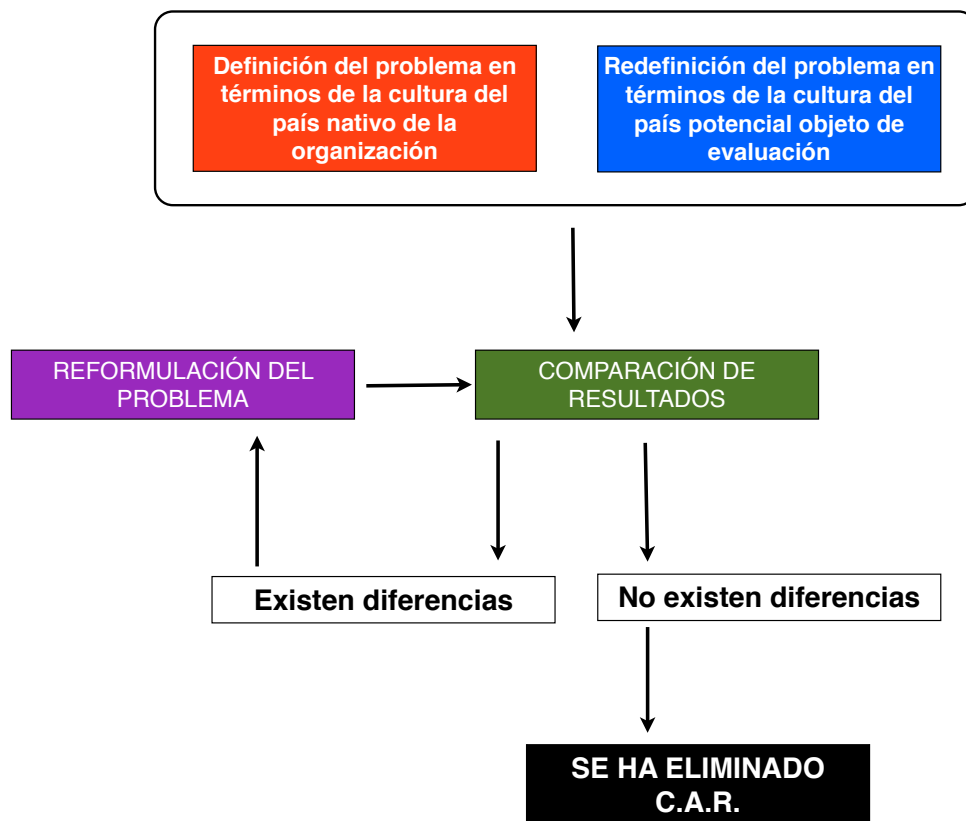 Definición del problema en
términos de la cultura del
país nativo de la
organización
Redefinición del problema en
términos de la cultura del
país potencial objeto de
evaluación
REFORMULACIÓN DEL
PROBLEMA
COMPARACIÓN DE
RESULTADOS
Existen diferencias
No existen diferencias
SE HA ELIMINADO
C.A.R.